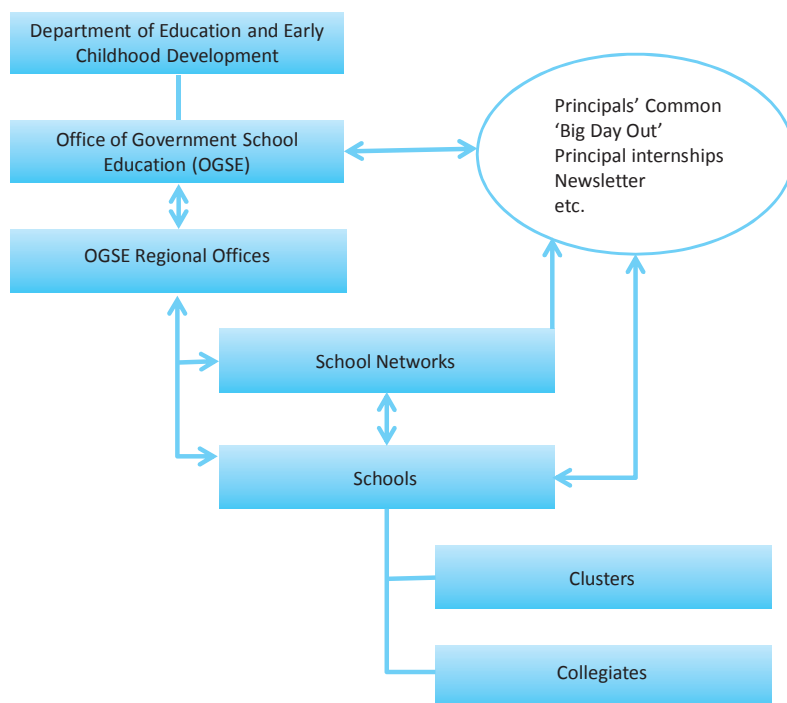 Department of Education and Early
Childhood Development
Office of Government School
Education (OGSE)
Principals’ Common
‘Big Day Out’
Principal internships
Newsletter
etc.
OGSE Regional Offices
School Networks
Schools
Clusters
Collegiates